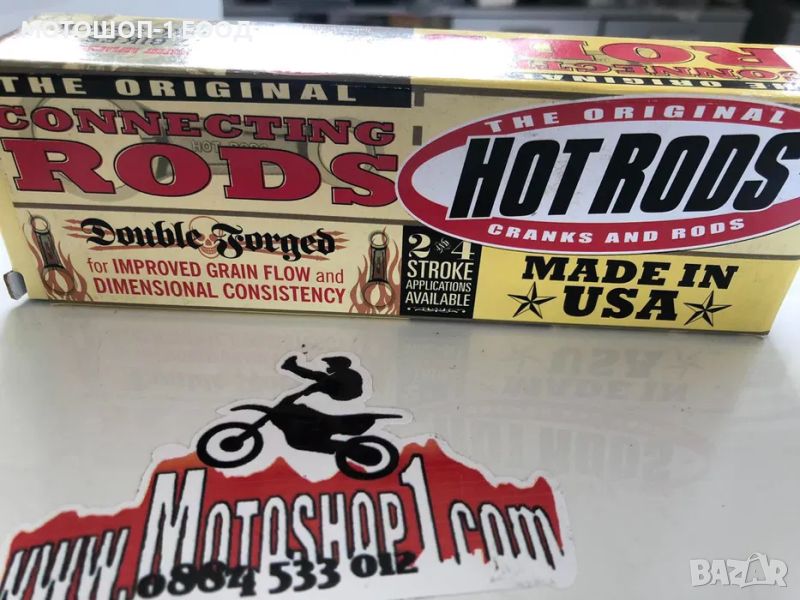 МОТОШОП-1 ЕООД
THE ORIGINAL
CONNECTING
RODS
HOT RODS
Double Forged
for IMPROVED GRAIN FLOW and
DIMENSIONAL CONSISTENCY
2 & 4
STROKE
APPLICATIONS
AVAILABLE
THE ORIGINAL
HOT RODS
CRANKS AND RODS
MADE IN
USA
www.Motoshop1.com
0884 533 012
BAZAR